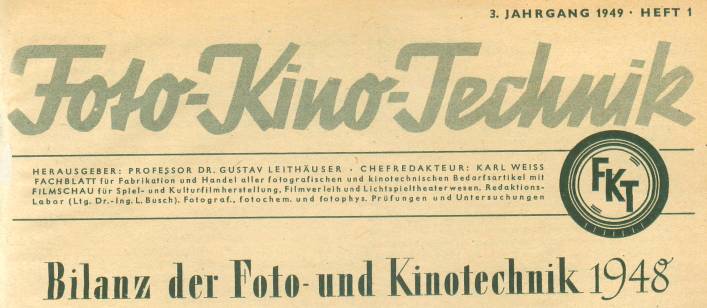 3. JAHRGANG 1949 · HEFT 1
Foto-Kino-Technik
HERAUSGEBER: PROFESSOR DR. GUSTAV LEITHÄUSER · CHEFREDAKTEUR: KARL WEISS
FACHBLATT für Fabrikation und Handel aller fotografischen und kinotechnischen Bedarfsartikel mit
FILMSCHAU für Spiel- und Kulturfilmherstellung, Filmverleih und Lichtspieltheaterwesen. Redaktions-
Labor (Ltg. Dr.-Ing. L. Busch). Fotograf., fotochem. und fotophys. Prüfungen und Untersuchungen
FKT
Bilanz der Foto- und Kinotechnik 1948